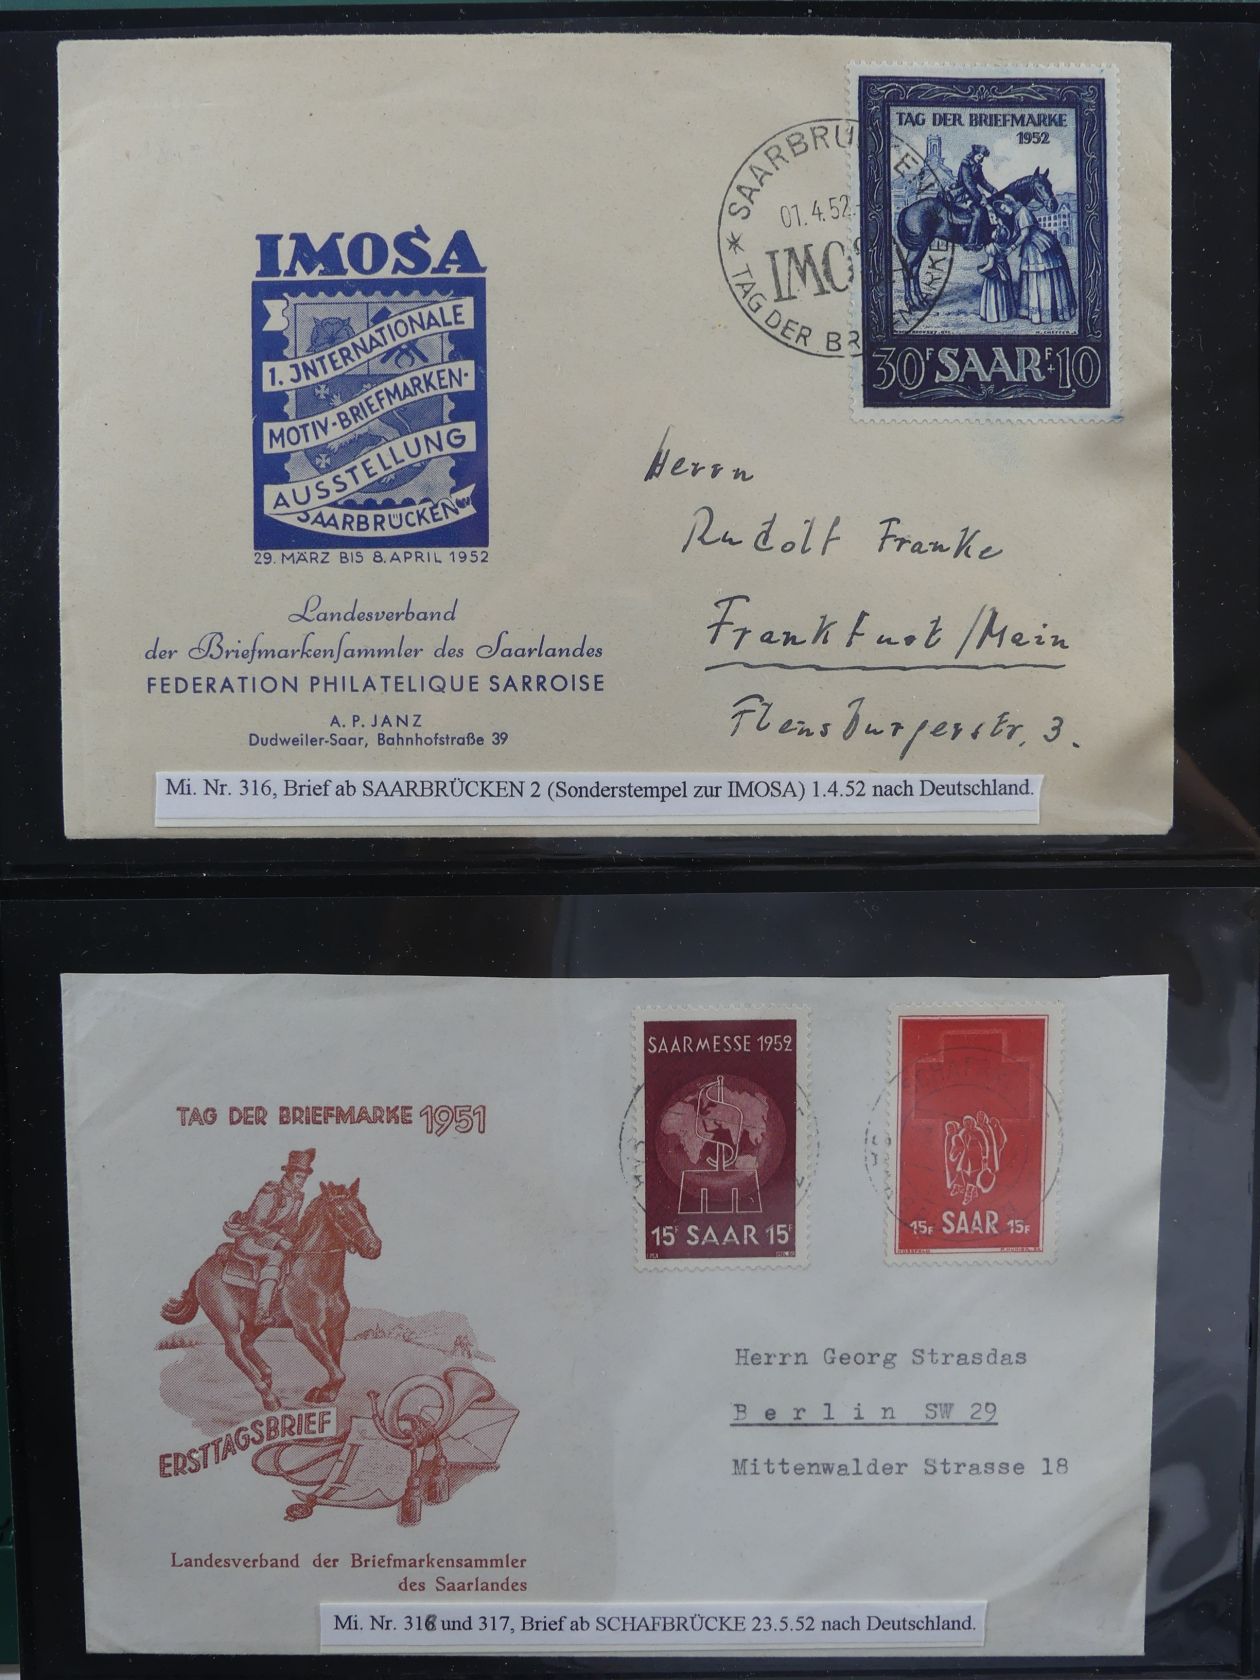 IMOSA
1. JNTERNATIONALE
MOTIV-BRIEFMARKEN-
AUSSTELLUNG
SAARBRÜCKEN
29. MÄRZ BIS 8. APRIL 1952
Landesverband
der Briefmarkensammler des Saarlandes
FEDERATION PHILATELIQUE SARROISE
A. P. JANZ
Dudweiler-Saar, Bahnhofstraße 39
SAARBRÜCKEN
01.4.52
IMOSA
TAG DER BRIEFMARKE
TAG DER BRIEFMARKE
1952
30F SAAR F+10
Herrn
Rudolf Franke
Frankfurt/Main
Flensburgerstr. 3.
Mi. Nr. 316, Brief ab SAARBRÜCKEN 2 (Sonderstempel zur IMOSA) 1.4.52 nach Deutschland.
TAG DER BRIEFMARKE 1951
ERSTTAGSBRIEF
Landesverband der Briefmarkensammler
des Saarlandes
SAARMESSE 1952
15F SAAR 15F
15F SAAR 15F
Herrn Georg Strasdas
Berlin SW 29
Mittenwalder Strasse 18
Mi. Nr. 318 und 317, Brief ab SCHAFBRÜCKE 23.5.52 nach Deutschland.